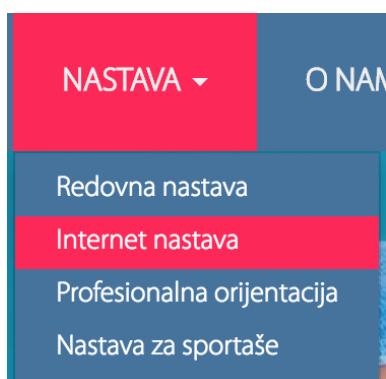 NASTAVA
Redovna nastava
Internet nastava
Profesionalna orijentacija
Nastava za sportaše